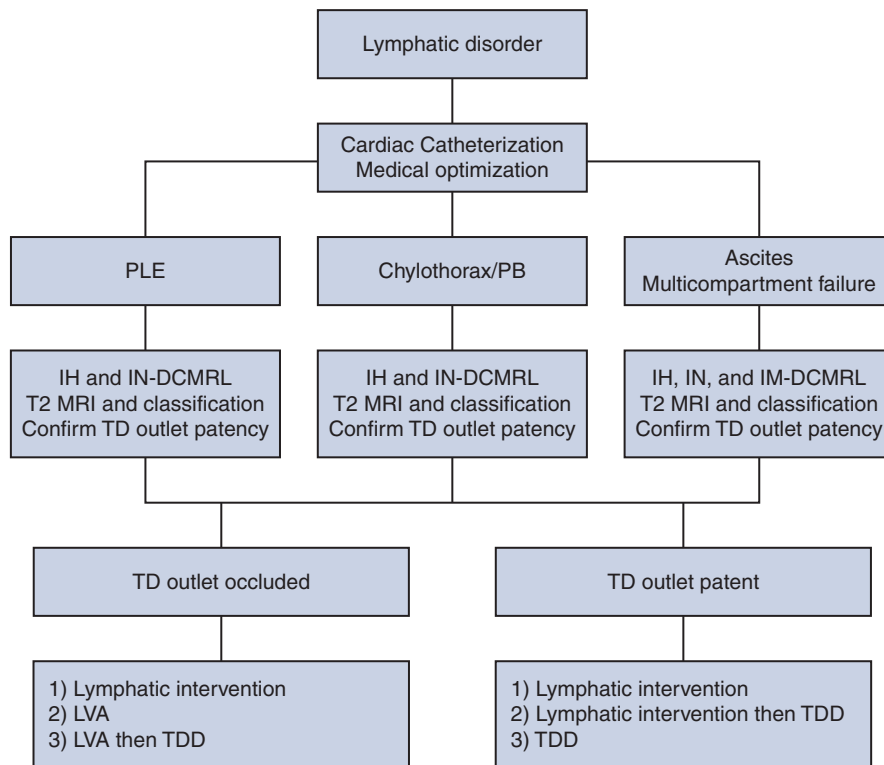 Lymphatic disorder
Cardiac Catheterization
Medical optimization
PLE
Chylothorax/PB
Ascites
Multicompartment failure
IH and IN-DCMRL
T2 MRI and classification
Confirm TD outlet patency
IH and IN-DCMRL
T2 MRI and classification
Confirm TD outlet patency
IH, IN, and IM-DCMRL
T2 MRI and classification
Confirm TD outlet patency
TD outlet occluded
TD outlet patent
1) Lymphatic intervention
2) LVA
3) LVA then TDD
1) Lymphatic intervention
2) Lymphatic intervention then TDD
3) TDD